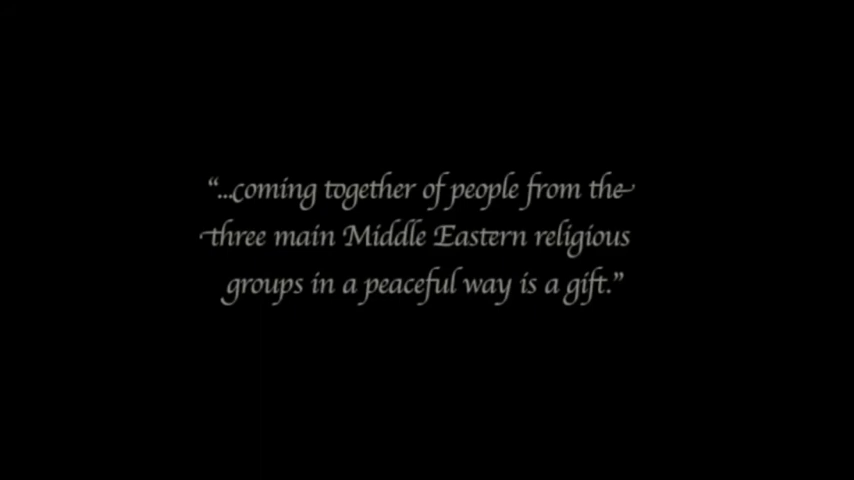 “...coming together of people from the
three main Middle Eastern religious
groups in a peaceful way is a gift.”